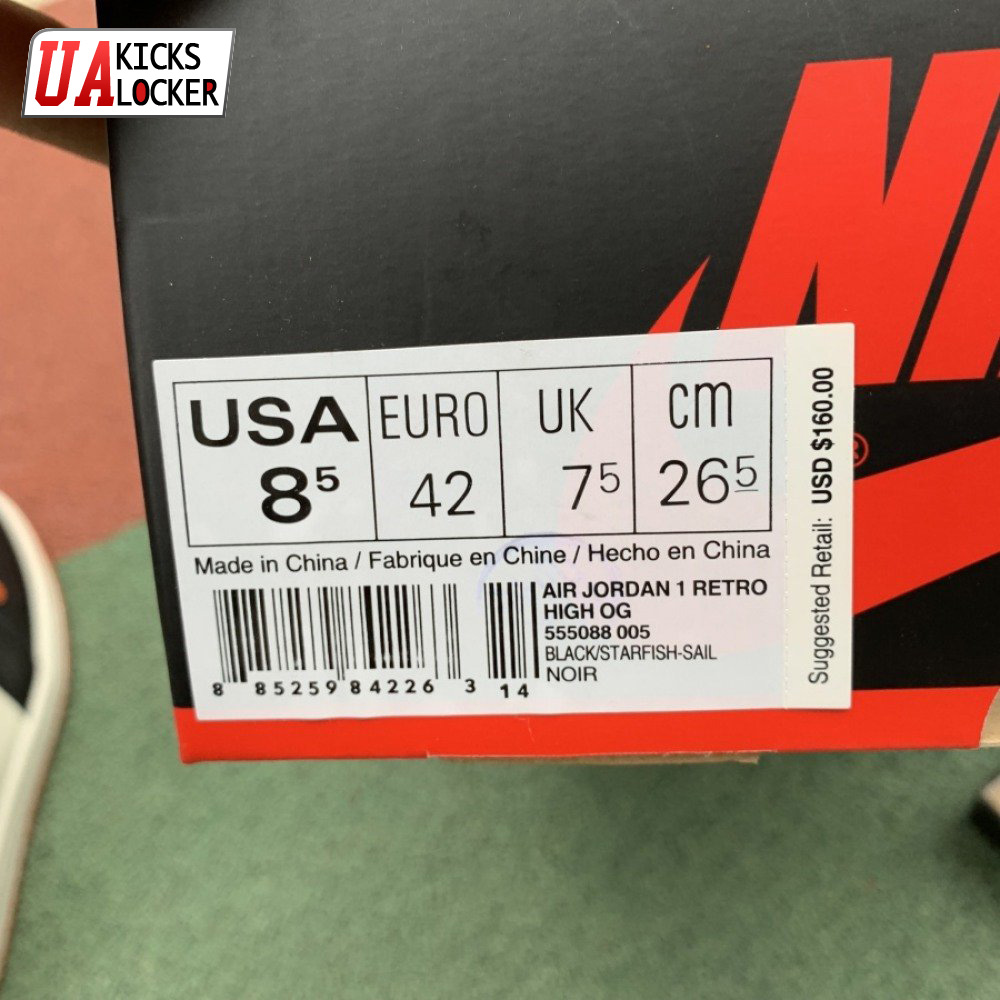 UA KICKS
LOCKER
USA EURO UK cm
8⁵ 42 7⁵ 26⁵
Made in China / Fabrique en Chine / Hecho en China
AIR JORDAN 1 RETRO
HIGH OG
555088 005
BLACK/STARFISH-SAIL
NOIR
8 85259 84226 3 14
Suggested Retail: USD $160.00
®